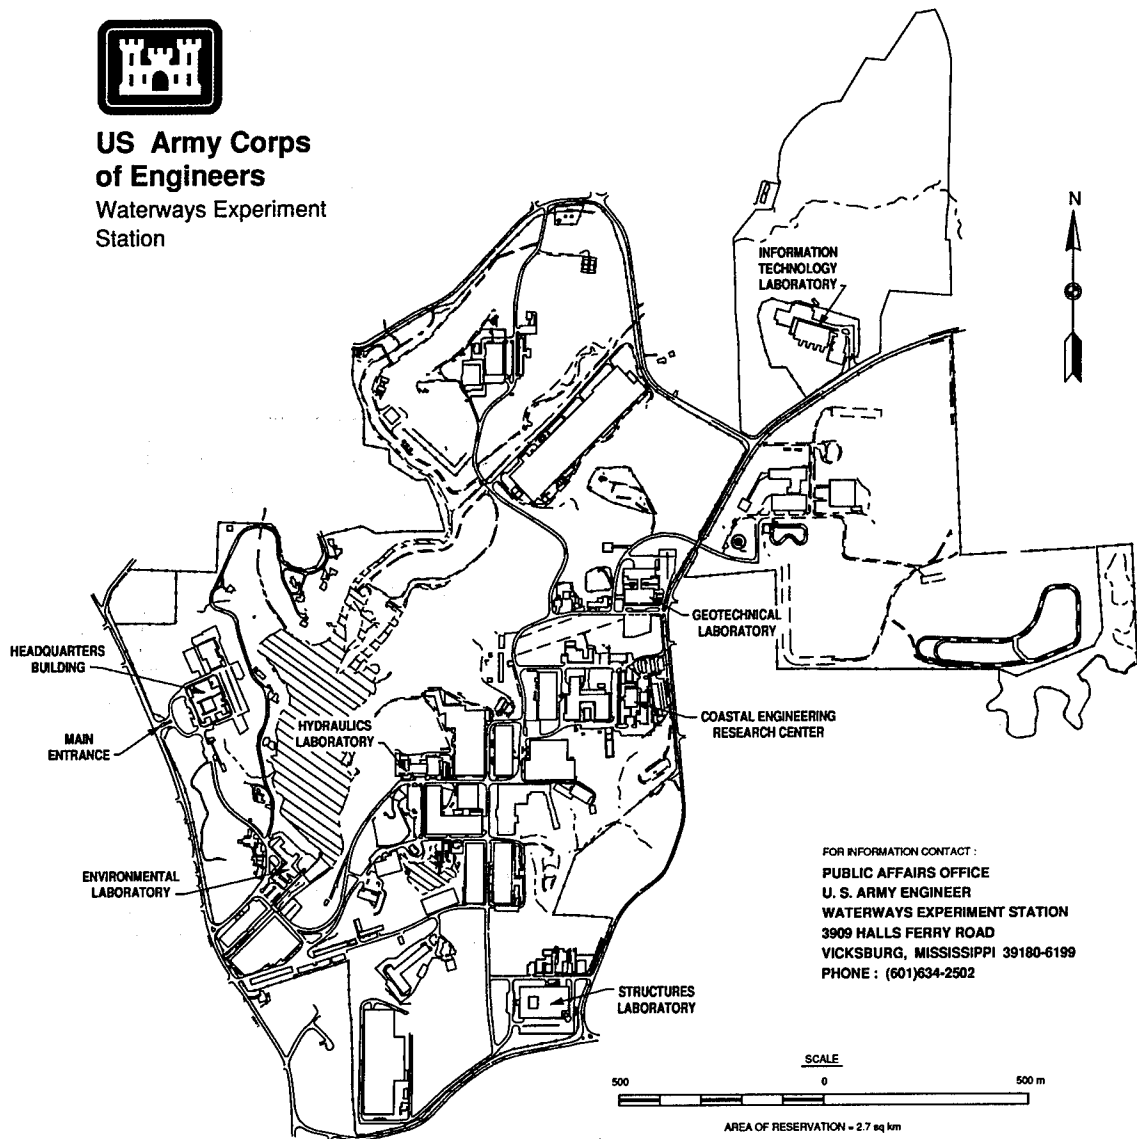 US Army Corps
of Engineers
Waterways Experiment
Station
N
INFORMATION
TECHNOLOGY
LABORATORY
GEOTECHNICAL
LABORATORY
HEADQUARTERS
BUILDING
MAIN
ENTRANCE
HYDRAULICS
LABORATORY
COASTAL ENGINEERING
RESEARCH CENTER
ENVIRONMENTAL
LABORATORY
STRUCTURES
LABORATORY
FOR INFORMATION CONTACT :
PUBLIC AFFAIRS OFFICE
U. S. ARMY ENGINEER
WATERWAYS EXPERIMENT STATION
3909 HALLS FERRY ROAD
VICKSBURG, MISSISSIPPI 39180-6199
PHONE : (601)634-2502
SCALE
500 0 500 m
AREA OF RESERVATION = 2.7 sq km